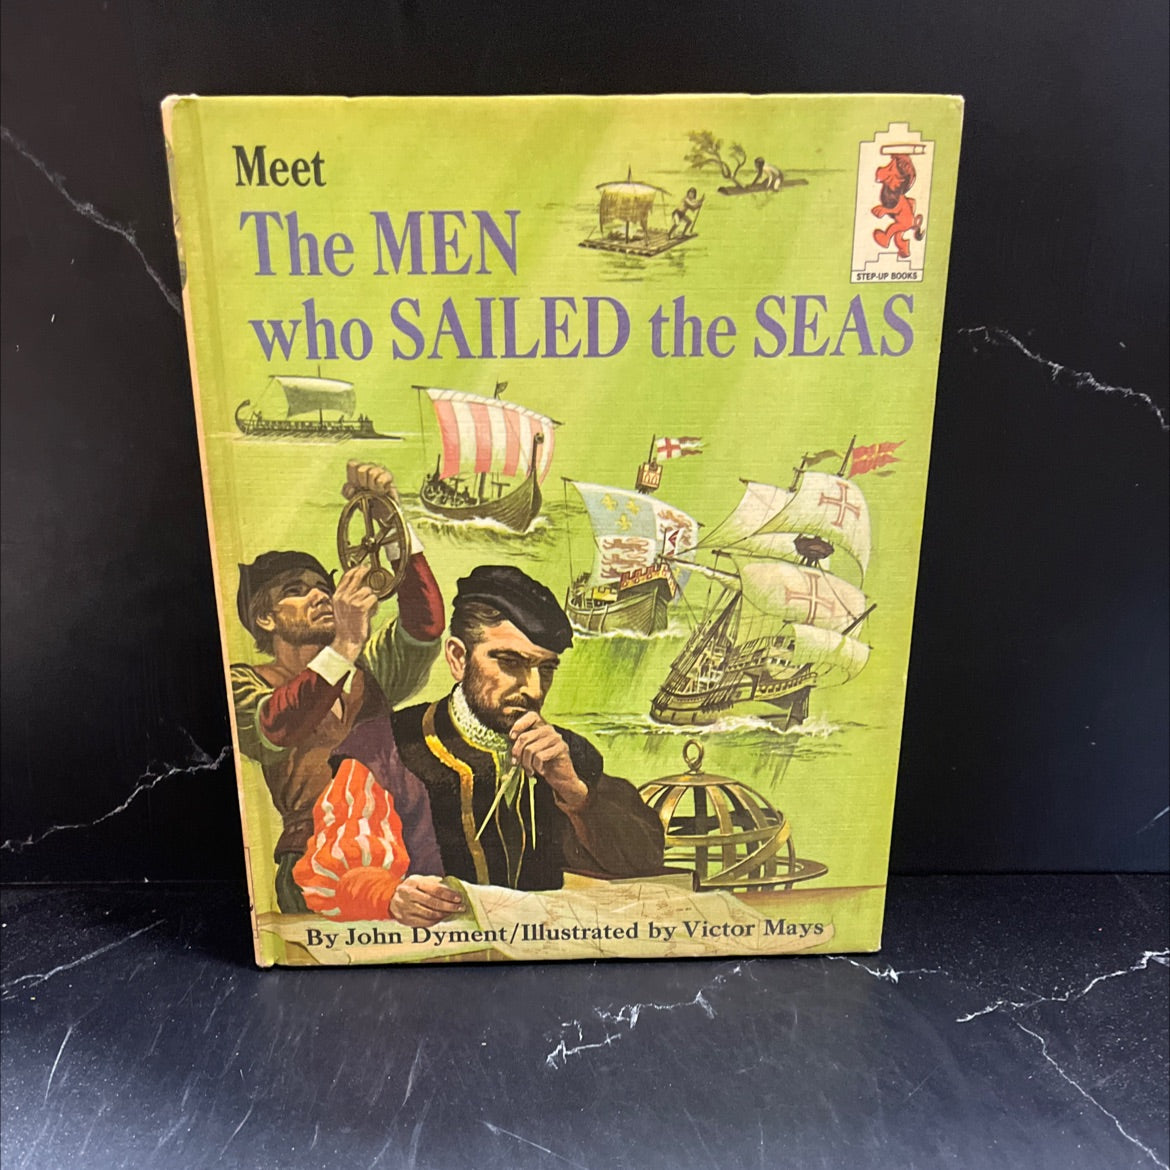 Meet
The MEN
who SAILED the SEAS
STEP-UP BOOKS
By John Dyment/Illustrated by Victor Mays